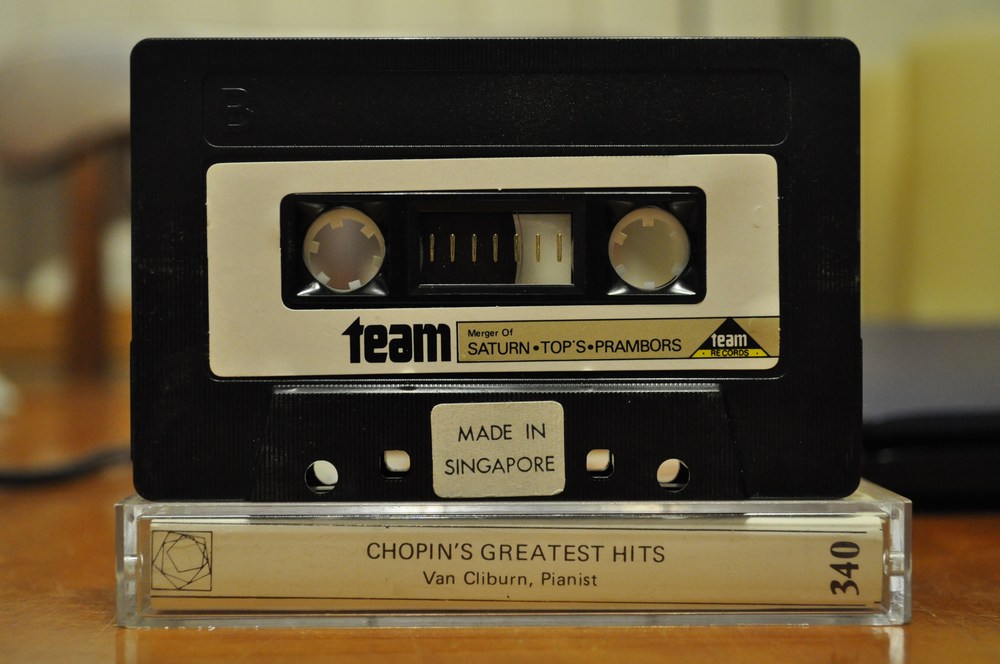 B
team
Merger Of
SATURN•TOP'S•PRAMBORS
team
RECORDS
MADE IN
SINGAPORE
CHOPIN'S GREATEST HITS
Van Cliburn, Pianist
340